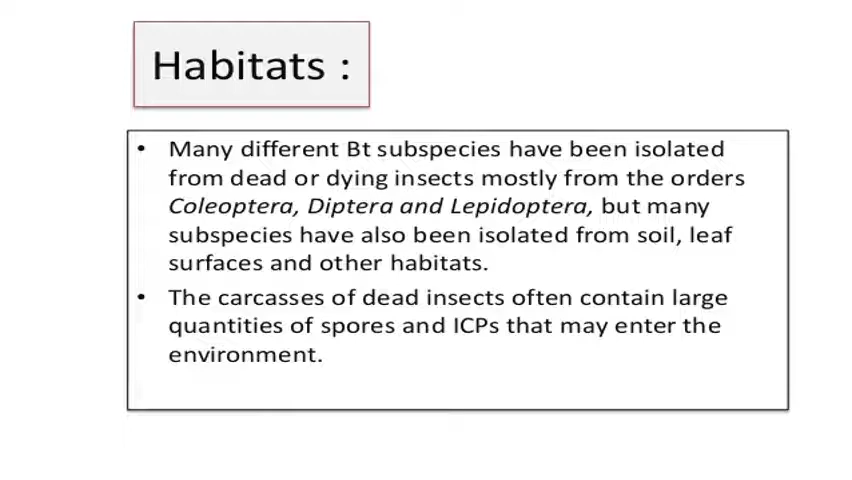 Habitats :
• Many different Bt subspecies have been isolated
from dead or dying insects mostly from the orders
Coleoptera, Diptera and Lepidoptera, but many
subspecies have also been isolated from soil, leaf
surfaces and other habitats.
• The carcasses of dead insects often contain large
quantities of spores and ICPs that may enter the
environment.